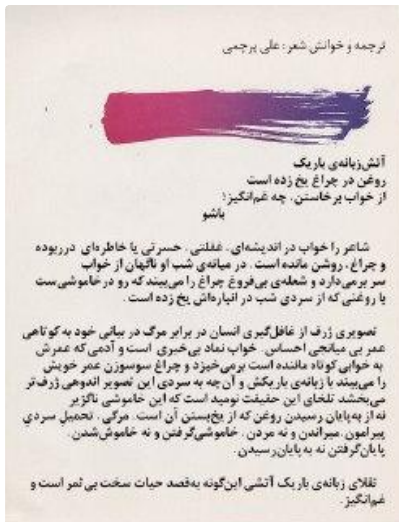 ترجمه و خوانش شعر: علی پرچمی
آتش‌زبانه‌ی باریک
روغن در چراغ یخ زده است
از خواب برخاستن، چه غم‌انگیز!
باشو
شاعر را خواب در اندیشه‌ای، غفلتی، حسرتی یا خاطره‌ای درربوده
و چراغ، روشن مانده است. در میانه‌ی شب او ناگهان از خواب
سر برمی‌دارد و شعله‌ی بی‌فروغ چراغ را می‌بیند که رو در خاموشی‌ست
یا روغنی که از سردی شب در انباره‌اش یخ زده است.
تصویری ژرف از غافل‌گیری انسان در برابر مرگ در بیانی خود به کوتاهی
عمر بی میانجی احساس. خواب نماد بی‌خبری است و آدمی که عمرش
به خوابی کوتاه ماننده است برمی‌خیزد و چراغ سوسوزن عمر خویش
را می‌بیند با زبانه‌ی باریکش و آن‌چه به سردی این تصویر اندوهی ژرف‌تر
می‌بخشد تلخای این حقیقت نومید است که این خاموشی ناگزیر
نه از به‌پایان رسیدن روغن که از یخ‌بستن آن است. مرگی، تحمیل سردیِ
پیرامون. میراندن و نه مردن. خاموشی‌گرفتن و نه خاموش‌شدن.
پایان‌گرفتن نه به‌پایان‌رسیدن.
تقلای زبانه‌ی باریک آتشی این‌گونه به‌قصد حیات سخت بی ثمر است و
غم‌انگیز.